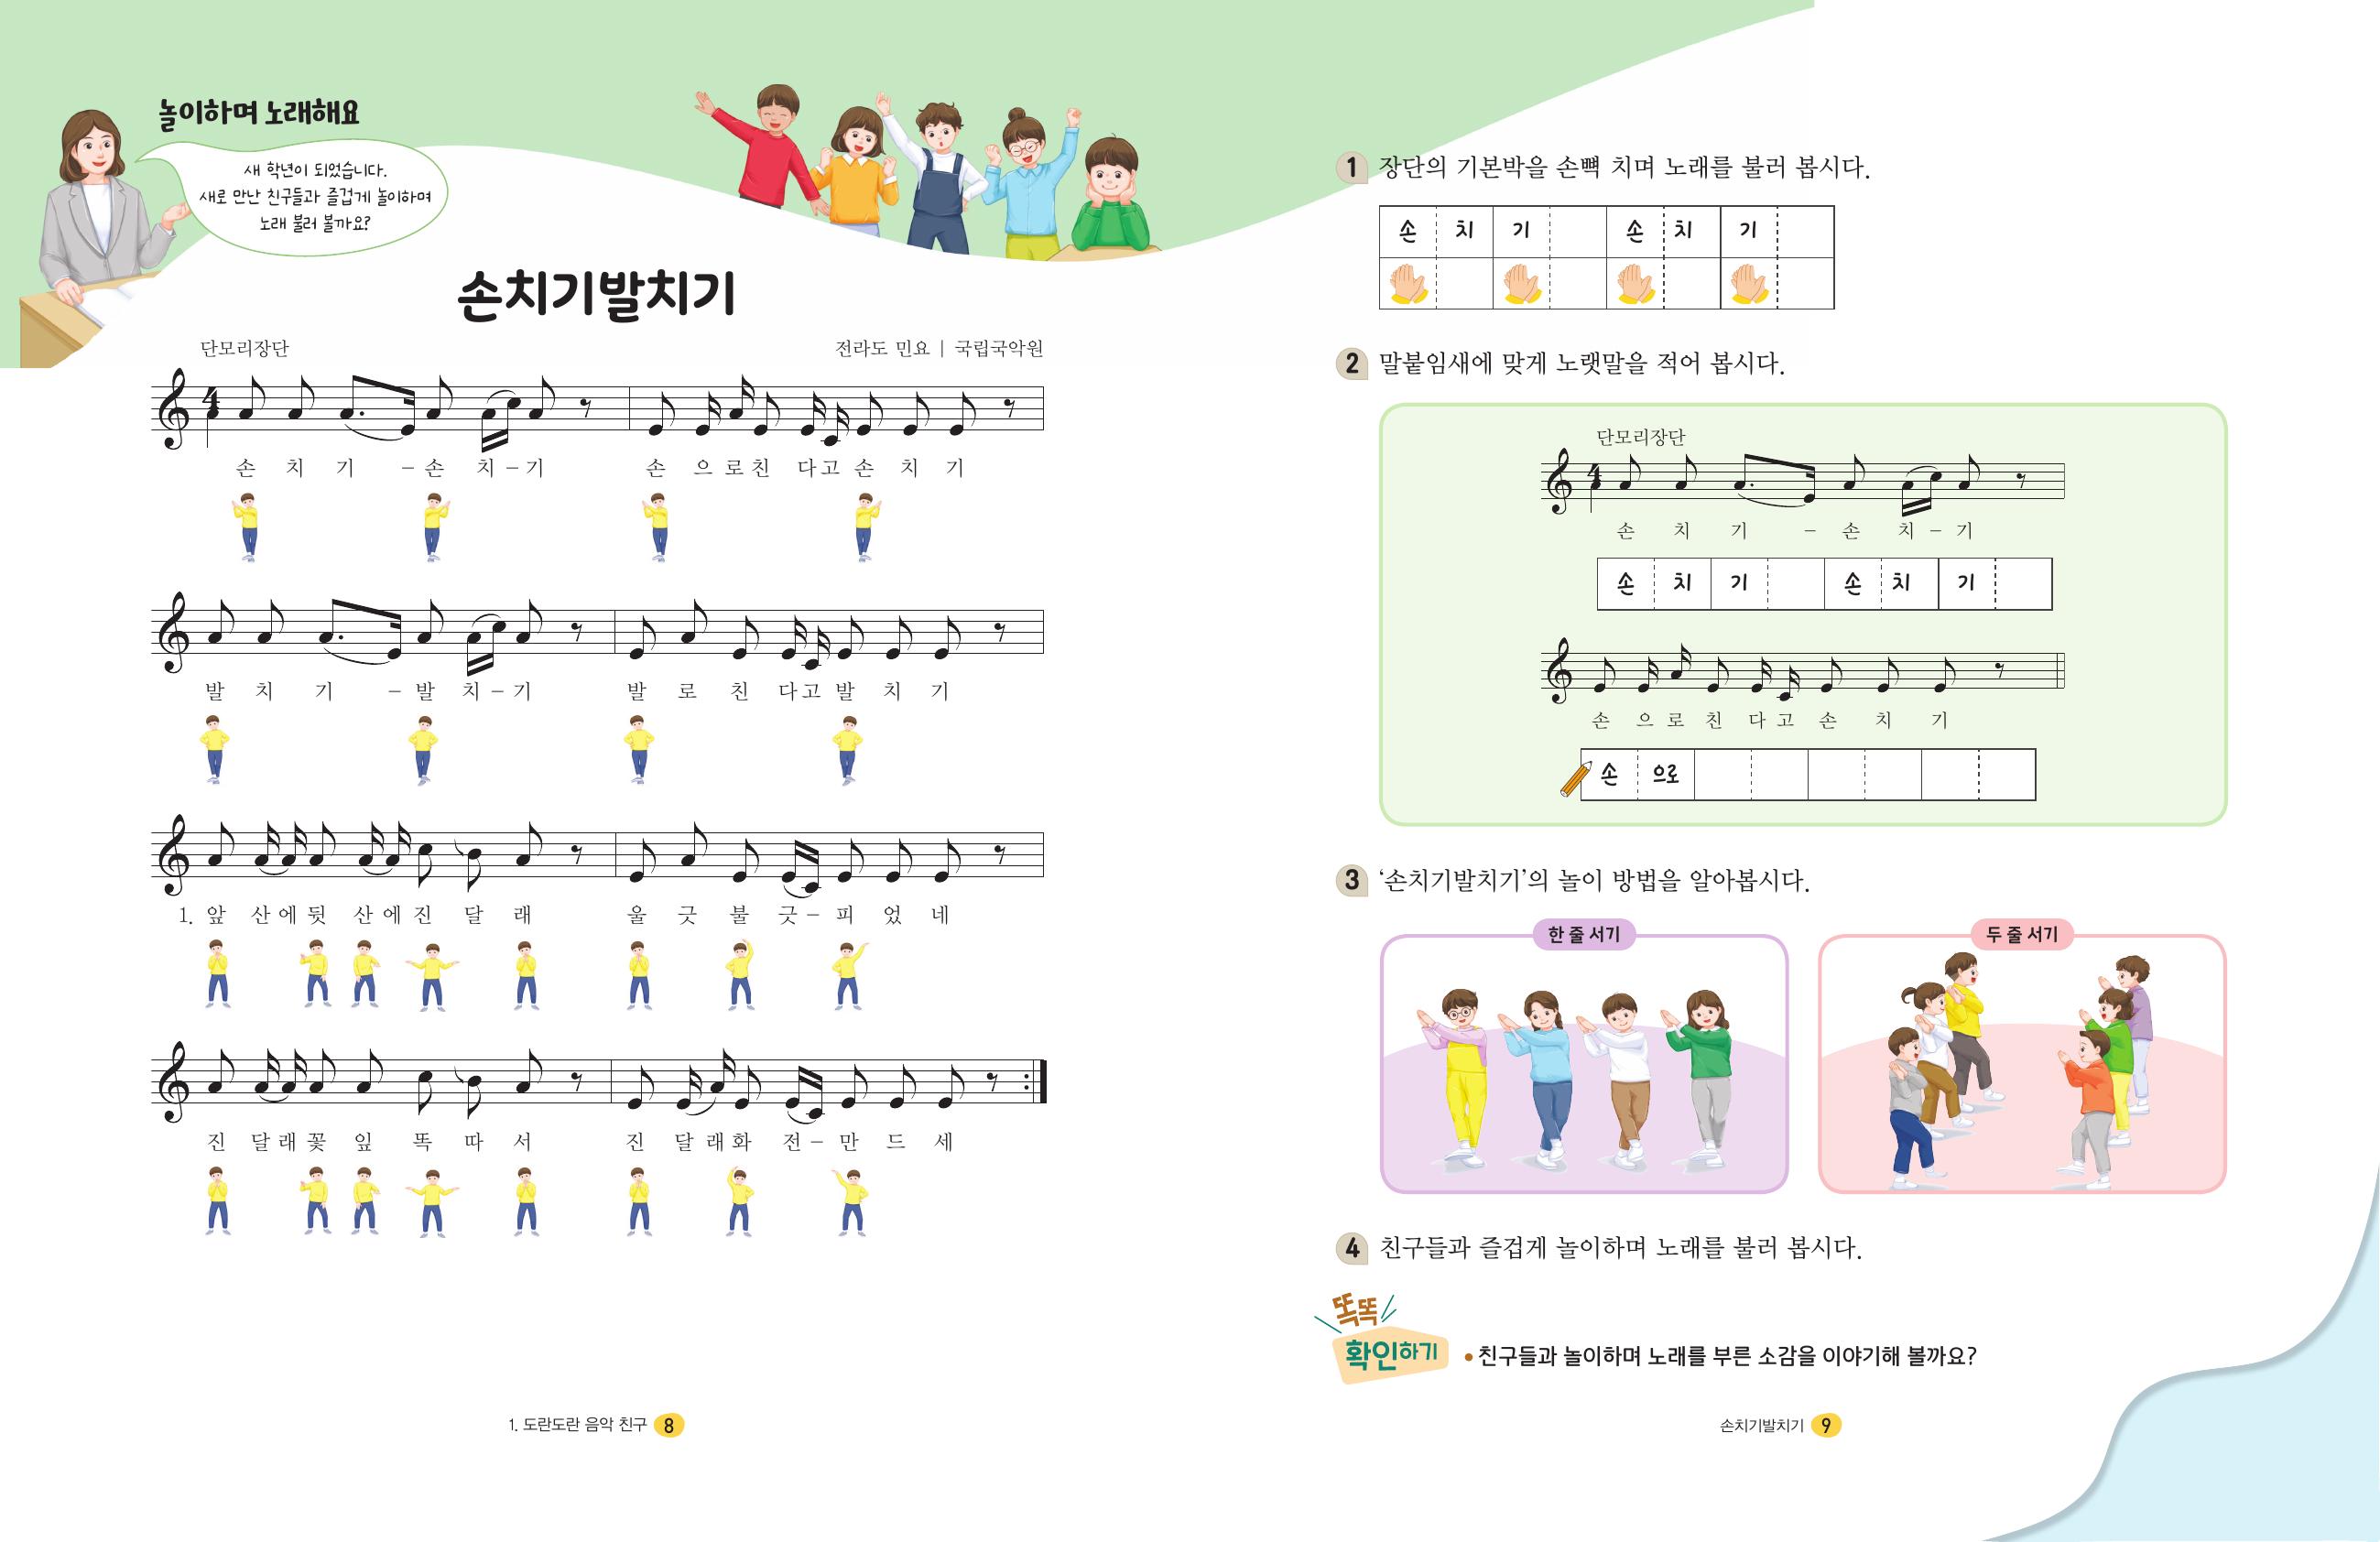 놀이하며 노래해요
새 학년이 되었습니다.
새로 만난 친구들과 즐겁게 놀이하며
노래 불러 볼까요?
손치기발치기
단모리장단
전라도 민요 | 국립국악원
4
손 치 기 – 손 치 – 기 손 으 로 친 다 고 손 치 기
발 치 기 – 발 치 – 기 발 로 친 다 고 발 치 기
1. 앞 산 에 뒷 산 에 진 달 래 울 긋 불 긋 – 피 었 네
진 달 래 꽃 잎 똑 따 서 진 달 래 화 전 – 만 드 세
1. 도란도란 음악 친구 8
1 장단의 기본박을 손뼉 치며 노래를 불러 봅시다.
손 치 기 손 치 기
2 말붙임새에 맞게 노랫말을 적어 봅시다.
단모리장단
4
손 치 기 – 손 치 – 기
손 치 기 손 치 기
손 으 로 친 다 고 손 치 기
손 으로
3 ‘손치기발치기’의 놀이 방법을 알아봅시다.
한 줄 서기
두 줄 서기
4 친구들과 즐겁게 놀이하며 노래를 불러 봅시다.
똑똑
확인하기
• 친구들과 놀이하며 노래를 부른 소감을 이야기해 볼까요?
손치기발치기 9